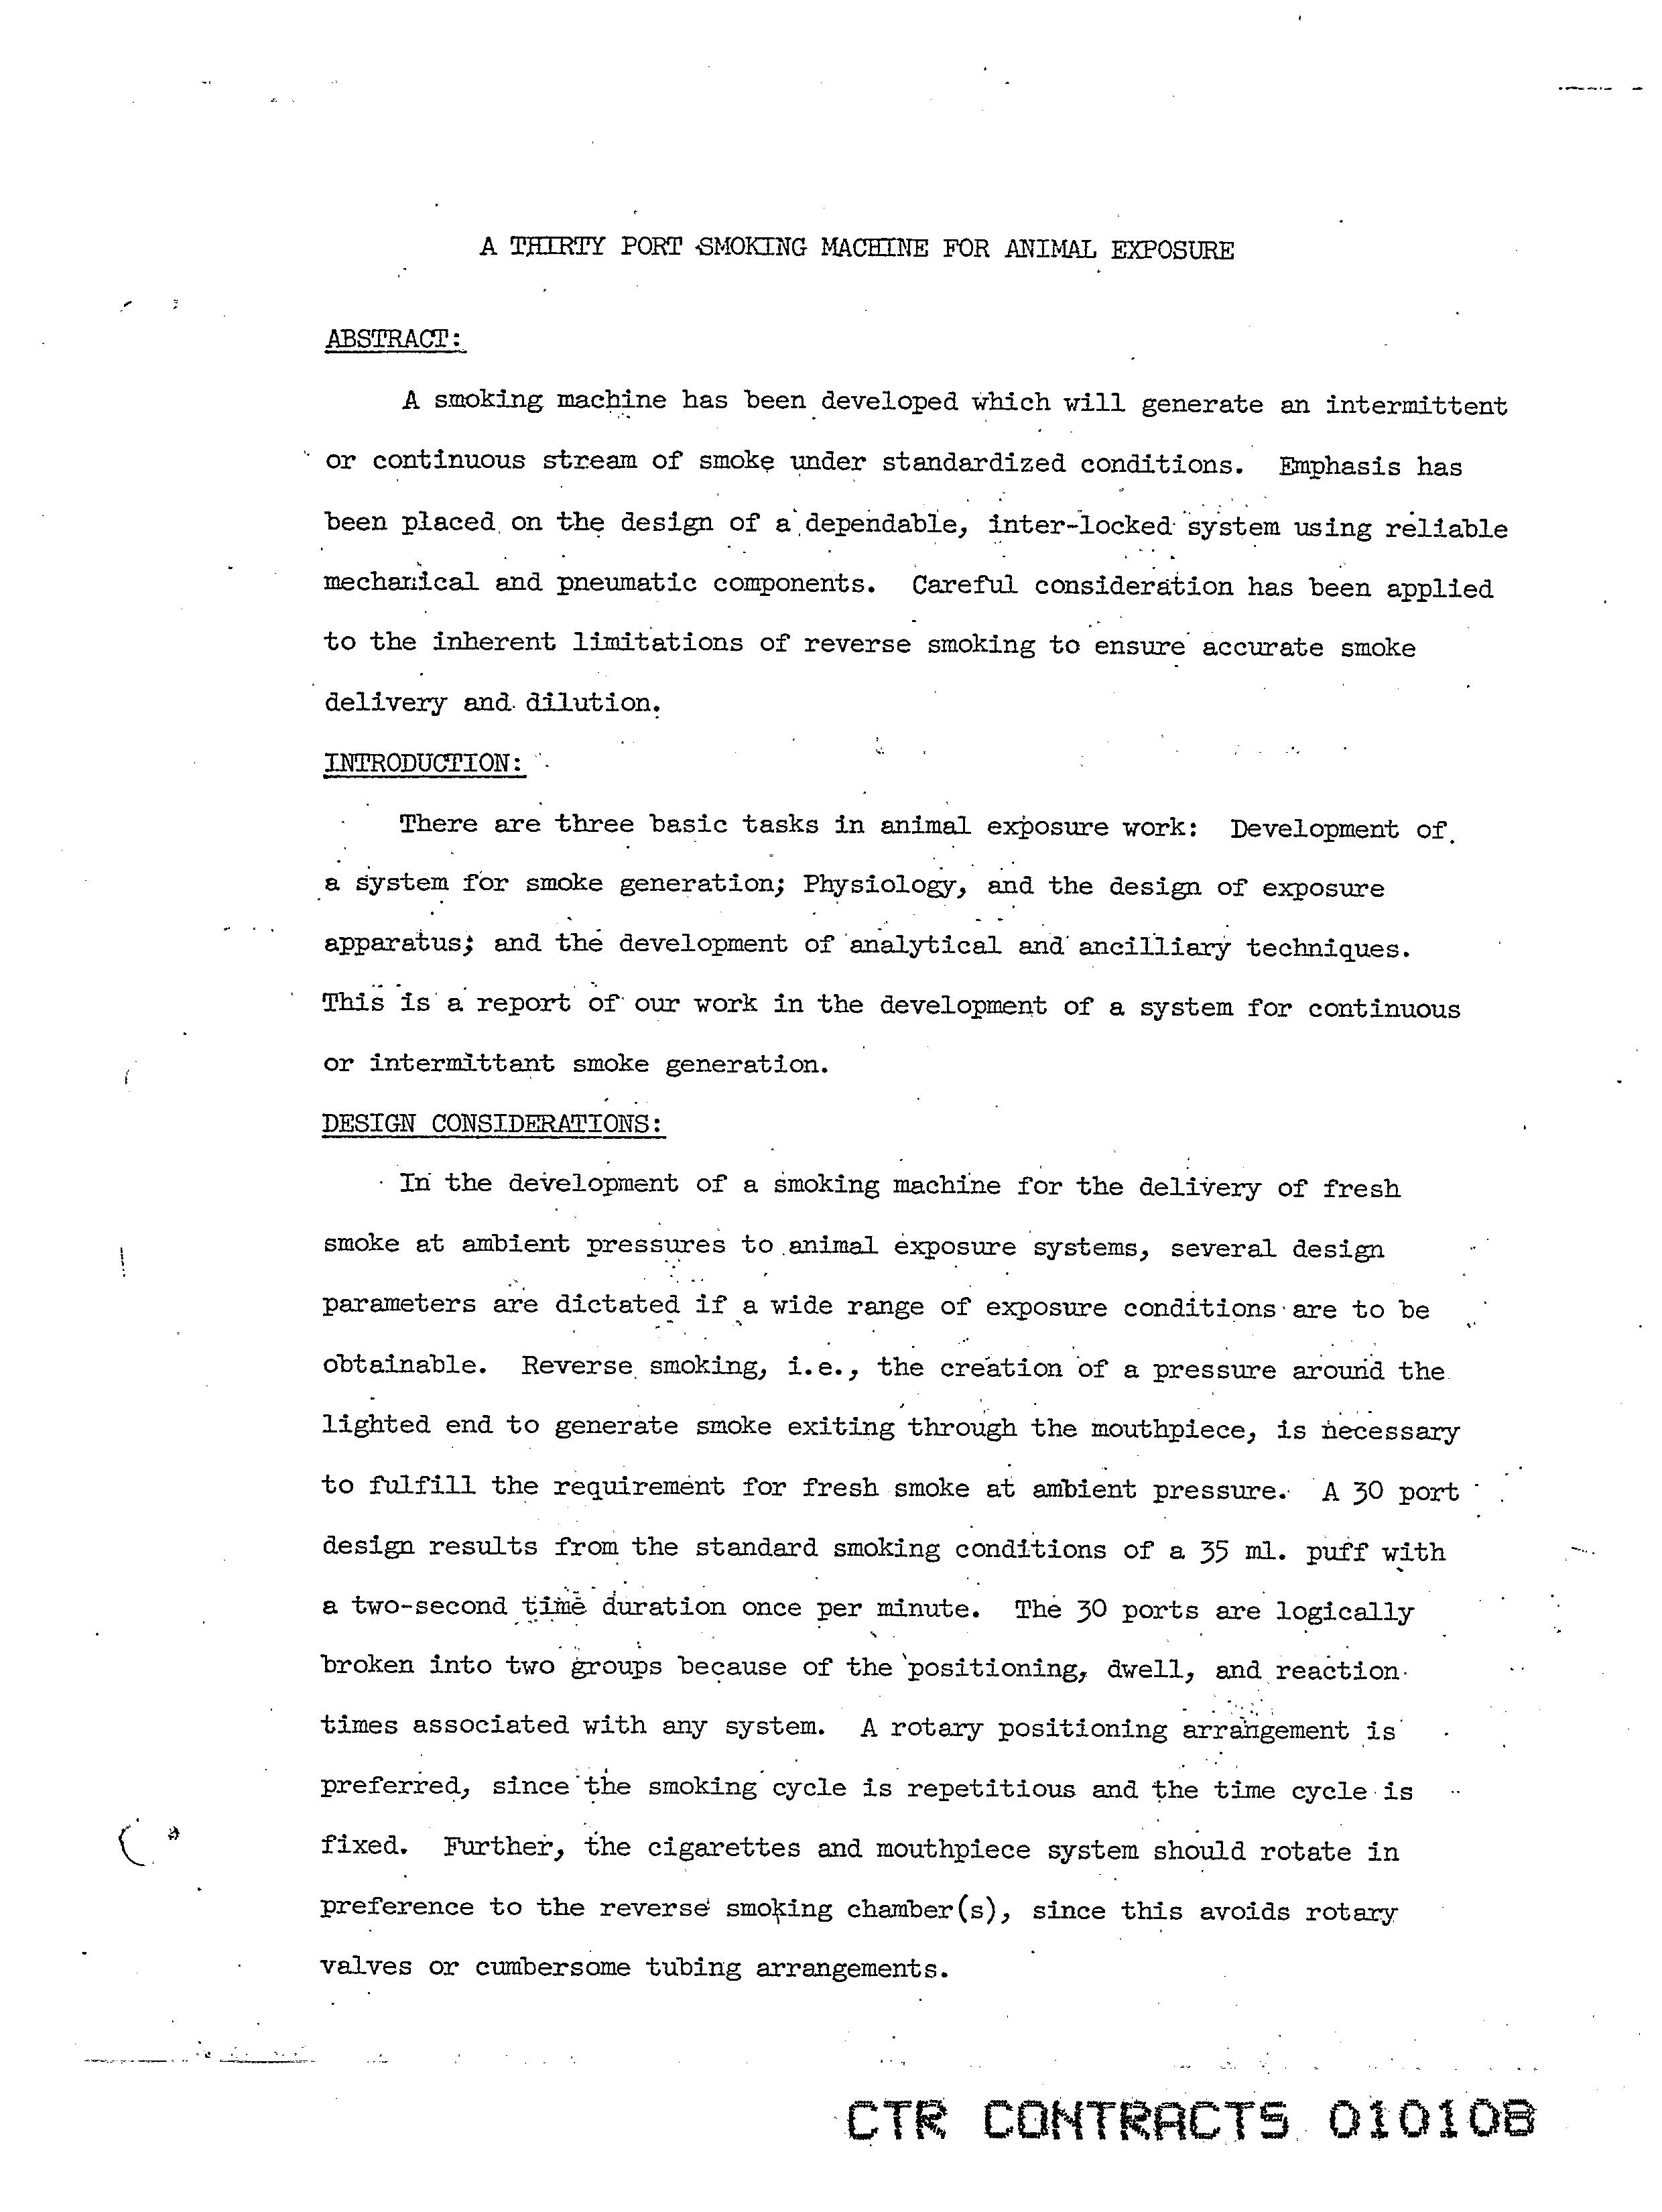 A THIRTY PORT SMOKING MACHINE FOR ANIMAL EXPOSURE
ABSTRACT:
A smoking machine has been developed which will generate an intermittent
or continuous stream of smoke under standardized conditions. Emphasis has
been placed on the design of a dependable, inter-locked system using reliable
mechanical and pneumatic components. Careful consideration has been applied
to the inherent limitations of reverse smoking to ensure accurate smoke
delivery and dilution.
INTRODUCTION:
There are three basic tasks in animal exposure work: Development of
a system for smoke generation; Physiology, and the design of exposure
apparatus; and the development of analytical and ancilliary techniques.
This is a report of our work in the development of a system for continuous
or intermittant smoke generation.
DESIGN CONSIDERATIONS:
In the development of a smoking machine for the delivery of fresh
smoke at ambient pressures to animal exposure systems, several design
parameters are dictated if a wide range of exposure conditions are to be
obtainable. Reverse smoking, i.e., the creation of a pressure around the
lighted end to generate smoke exiting through the mouthpiece, is necessary
to fulfill the requirement for fresh smoke at ambient pressure. A 30 port
design results from the standard smoking conditions of a 35 ml. puff with
a two-second time duration once per minute. The 30 ports are logically
broken into two groups because of the positioning, dwell, and reaction
times associated with any system. A rotary positioning arrangement is
preferred, since the smoking cycle is repetitious and the time cycle is
fixed. Further, the cigarettes and mouthpiece system should rotate in
preference to the reverse smoking chamber(s), since this avoids rotary
valves or cumbersome tubing arrangements.
CTR CONTRACTS 010108